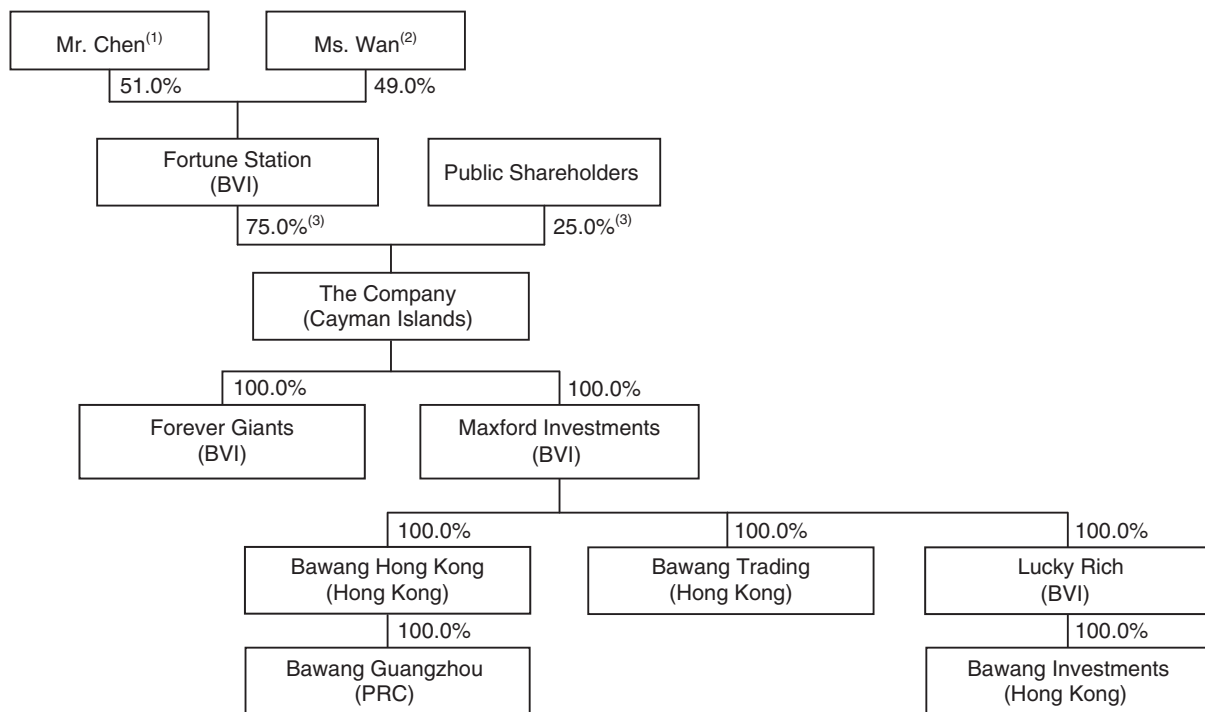 Mr. Chen(1)
Ms. Wan(2)
51.0%
49.0%
Fortune Station
(BVI)
Public Shareholders
75.0%(3)
25.0%(3)
The Company
(Cayman Islands)
100.0%
100.0%
Forever Giants
(BVI)
Maxford Investments
(BVI)
100.0%
100.0%
100.0%
Bawang Hong Kong
(Hong Kong)
Bawang Trading
(Hong Kong)
Lucky Rich
(BVI)
100.0%
100.0%
Bawang Guangzhou
(PRC)
Bawang Investments
(Hong Kong)